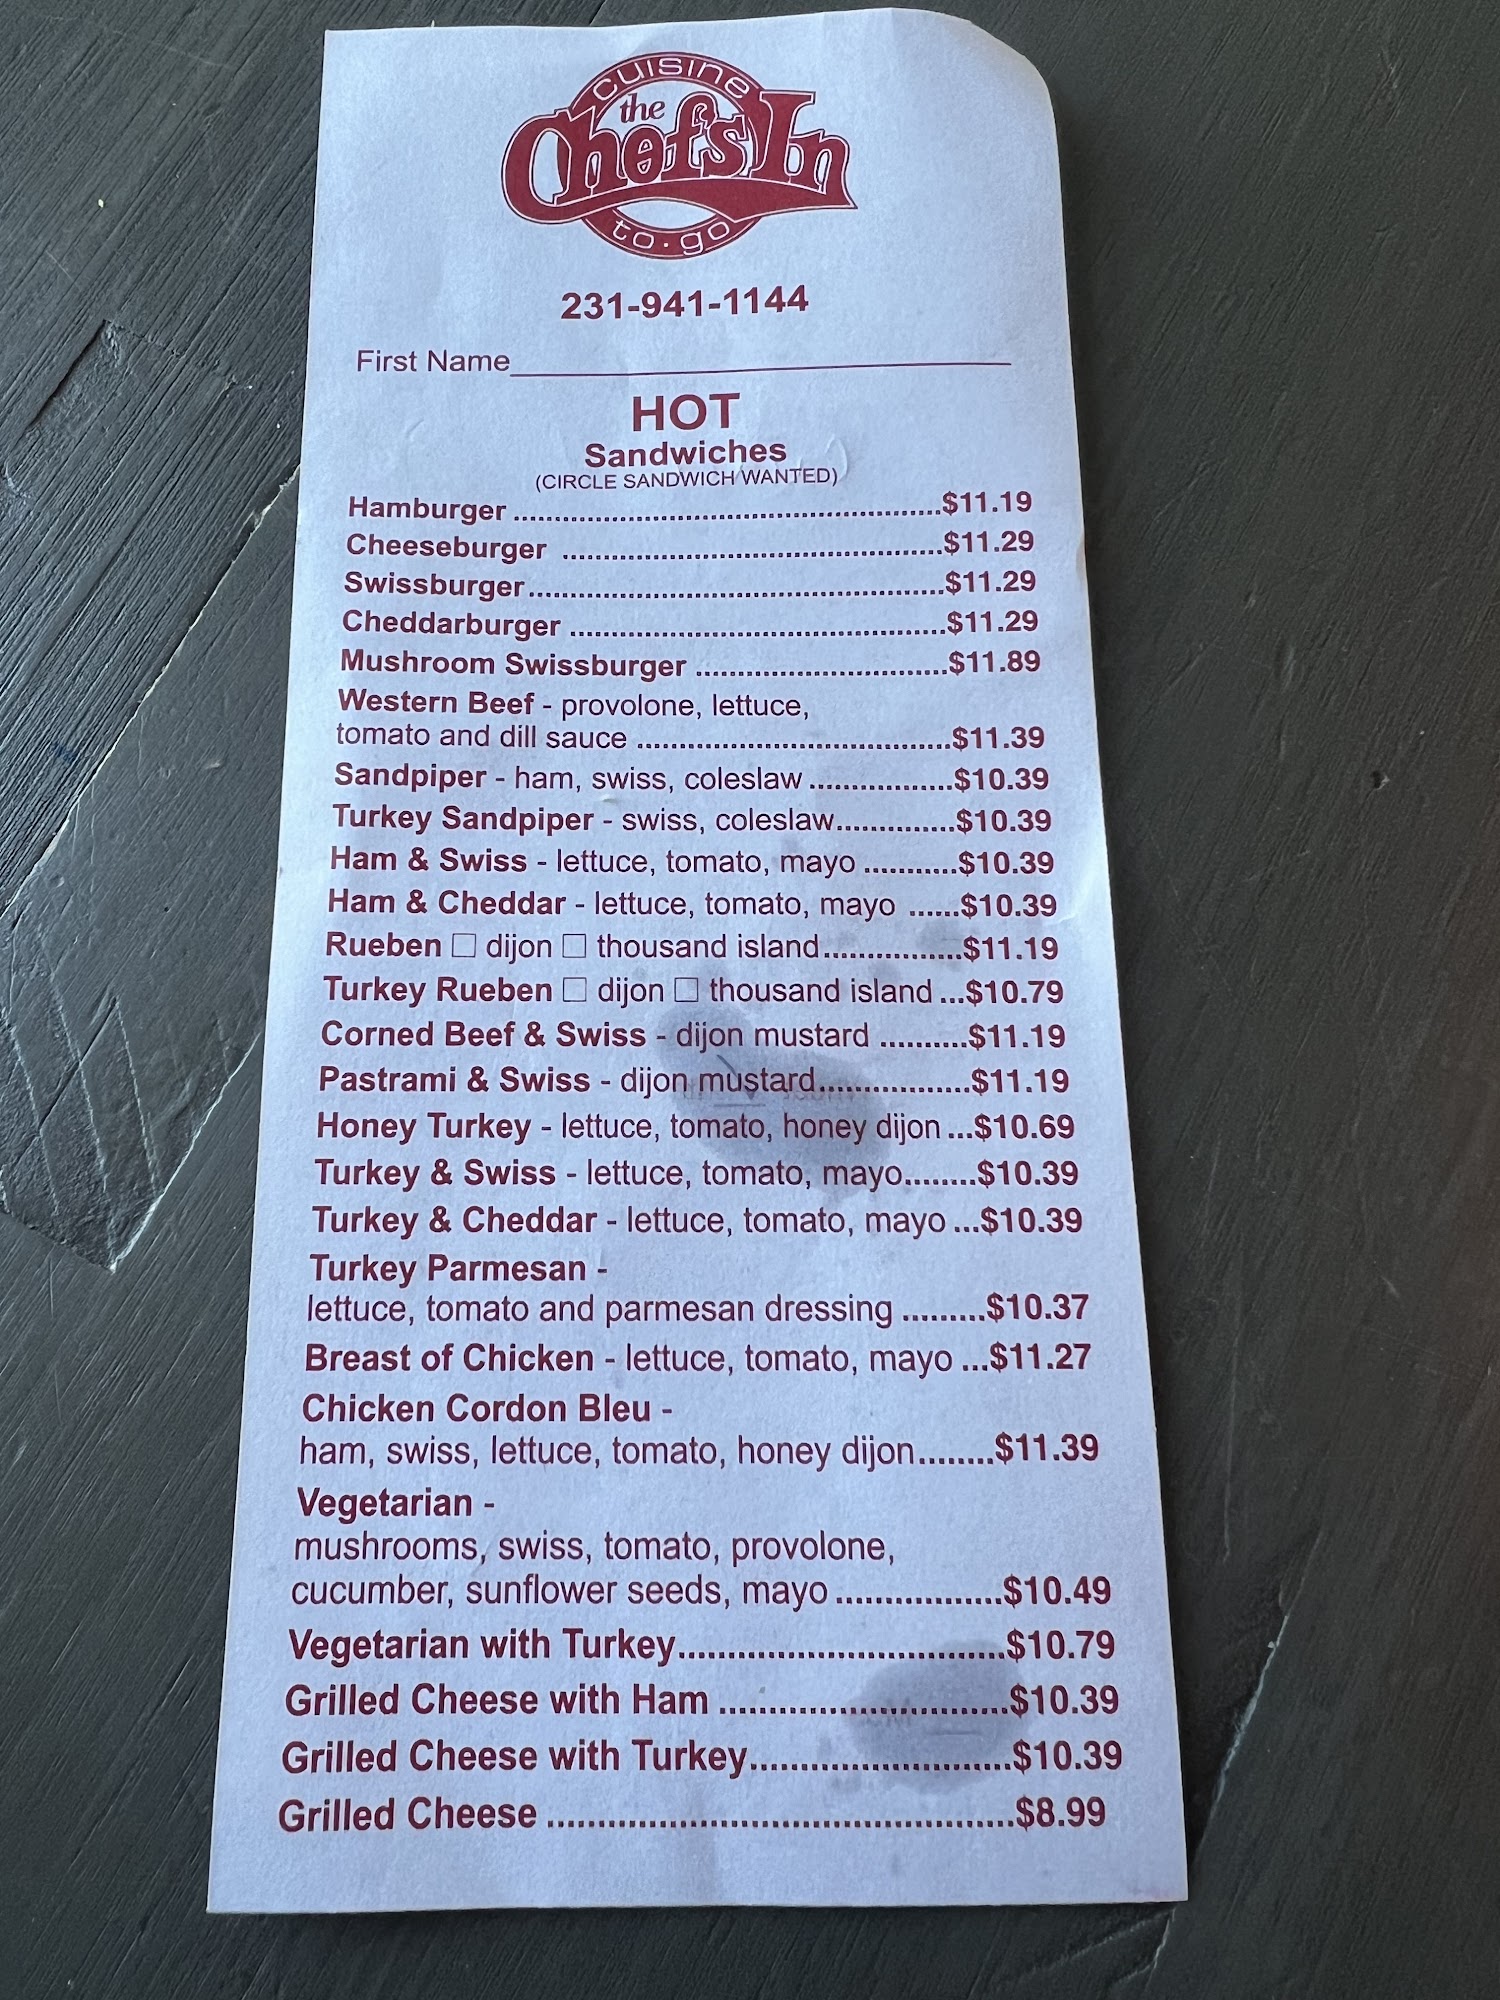 cuisine
the
Chef's In
to · go
231-941-1144
First Name
HOT
Sandwiches
(CIRCLE SANDWICH WANTED)
Hamburger $11.19
Cheeseburger $11.29
Swissburger $11.29
Cheddarburger $11.29
Mushroom Swissburger $11.89
Western Beef - provolone, lettuce,
tomato and dill sauce $11.39
Sandpiper - ham, swiss, coleslaw $10.39
Turkey Sandpiper - swiss, coleslaw $10.39
Ham & Swiss - lettuce, tomato, mayo $10.39
Ham & Cheddar - lettuce, tomato, mayo $10.39
Rueben ☐ dijon ☐ thousand island $11.19
Turkey Rueben ☐ dijon ☐ thousand island $10.79
Corned Beef & Swiss - dijon mustard $11.19
Pastrami & Swiss - dijon mustard $11.19
Honey Turkey - lettuce, tomato, honey dijon $10.69
Turkey & Swiss - lettuce, tomato, mayo $10.39
Turkey & Cheddar - lettuce, tomato, mayo $10.39
Turkey Parmesan -
lettuce, tomato and parmesan dressing $10.37
Breast of Chicken - lettuce, tomato, mayo $11.27
Chicken Cordon Bleu -
ham, swiss, lettuce, tomato, honey dijon $11.39
Vegetarian -
mushrooms, swiss, tomato, provolone,
cucumber, sunflower seeds, mayo $10.49
Vegetarian with Turkey $10.79
Grilled Cheese with Ham $10.39
Grilled Cheese with Turkey $10.39
Grilled Cheese $8.99